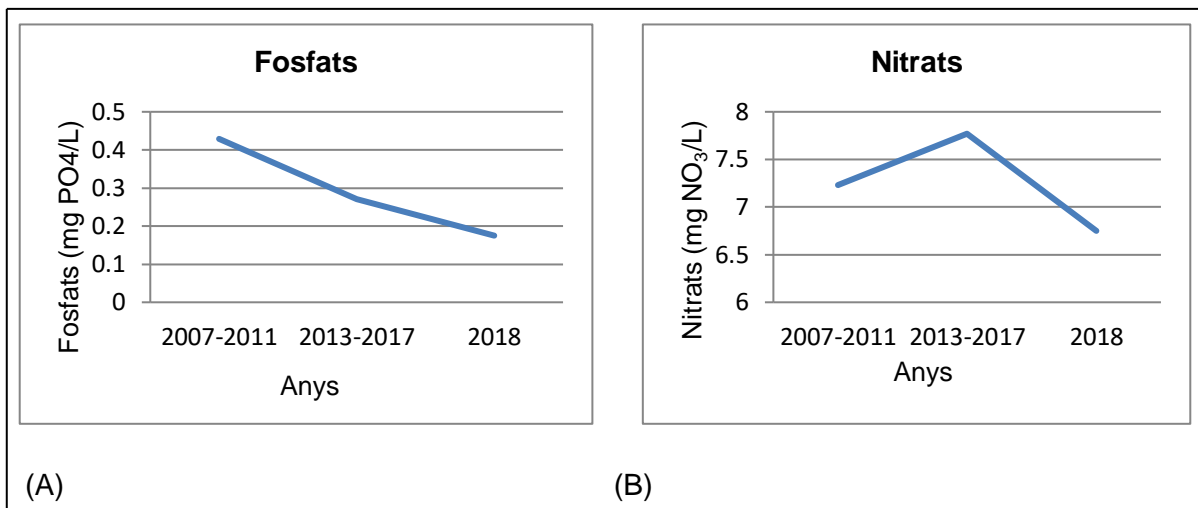 Fosfats
Fosfats (mg PO4/L)
0.5
0.4
0.3
0.2
0.1
0
2007-2011 2013-2017 2018
Anys
(A)
Nitrats
Nitrats (mg NO₃/L)
8
7.5
7
6.5
6
2007-2011 2013-2017 2018
Anys
(B)